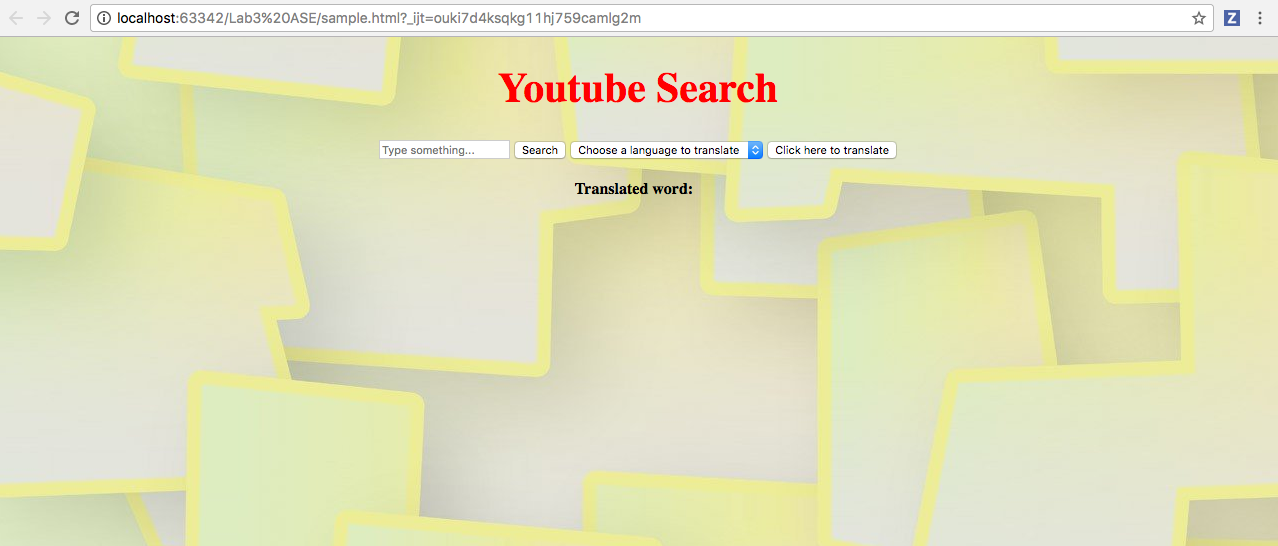 localhost:63342/Lab3%20ASE/sample.html?_ijt=ouki7d4ksqkg11hj759camlg2m
Z
Youtube Search
Type something... Search Choose a language to translate Click here to translate
Translated word: